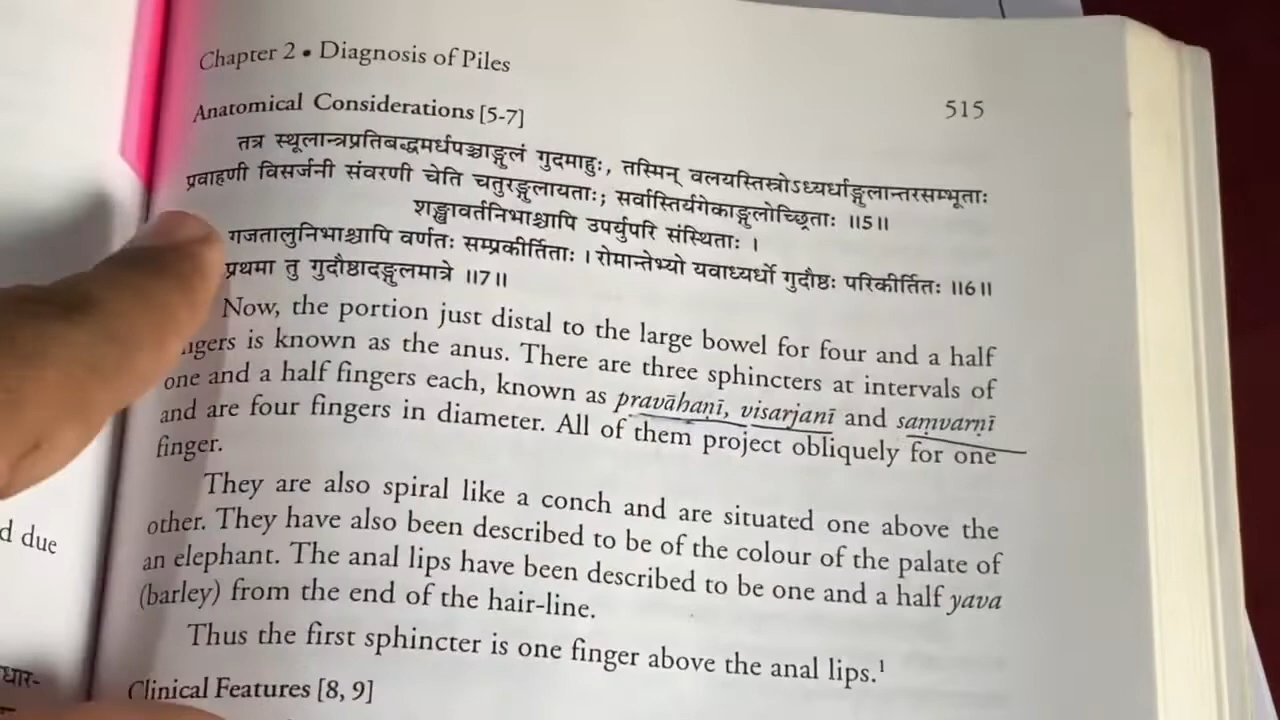 Chapter 2 • Diagnosis of Piles
515
Anatomical Considerations [5-7]
तत्र स्थूलान्त्रप्रतिबद्धमर्धपञ्चाङ्गुलं गुदमाहुः, तस्मिन् वलयस्तिस्रोऽध्यर्धाङ्गुलान्तरसम्भूताः
प्रवाहणी विसर्जनी संवरणी चेति चतुरङ्गुलायताः; सर्वास्तिर्यगेकाङ्गुलोच्छ्रिताः ॥5॥
शङ्खावर्तनिभाश्चापि उपर्युपरि संस्थिताः ।
गजतालुनिभाश्चापि वर्णतः सम्प्रकीर्तिताः । रोमान्तेभ्यो यवाध्यर्धो गुदौष्ठः परिकीर्तितः ॥6॥
प्रथमा तु गुदौष्ठादङ्गुलमात्रे ॥7॥
Now, the portion just distal to the large bowel for four and a half
ngers is known as the anus. There are three sphincters at intervals of
one and a half fingers each, known as pravāhaṇī, visarjanī and saṃvarṇī
and are four fingers in diameter. All of them project obliquely for one
finger.
They are also spiral like a conch and are situated one above the
other. They have also been described to be of the colour of the palate of
an elephant. The anal lips have been described to be one and a half yava
(barley) from the end of the hair-line.
Thus the first sphincter is one finger above the anal lips.¹
Clinical Features [8, 9]
d due
धार-